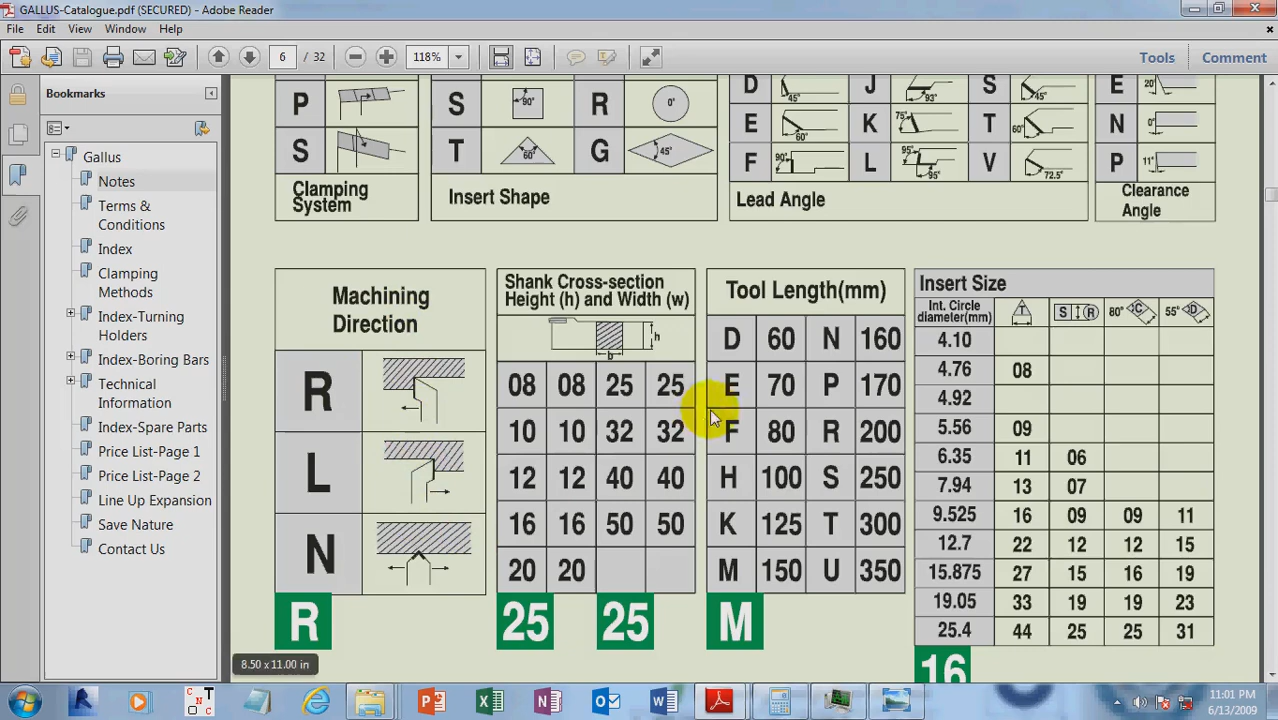 GALLUS-Catalogue.pdf (SECURED) - Adobe Reader
File Edit View Window Help
6 / 32 118% Tools Comment
Bookmarks
Gallus
Notes
Terms &
Conditions
Index
Clamping
Methods
Index-Turning
Holders
Index-Boring Bars
Technical
Information
Index-Spare Parts
Price List-Page 1
Price List-Page 2
Line Up Expansion
Save Nature
Contact Us
P
S
Clamping
System
S 90° R 0°
T 60° G 45°
Insert Shape
D 45° J 93° S 45°
E 60° K 75° T 60°
F 90° L 95° 95° V 72.5°
Lead Angle
E 20°
N 0°
P 11°
Clearance
Angle
Machining
Direction
R
L
N
R
Shank Cross-section
Height (h) and Width (w)
h
b
08 08 25 25
10 10 32 32
12 12 40 40
16 16 50 50
20 20
25 25
Tool Length(mm)
D 60 N 160
E 70 P 170
F 80 R 200
H 100 S 250
K 125 T 300
M 150 U 350
M
Insert Size
Int. Circle
diameter(mm) T S R 80° C 55° D
4.10
4.76 08
4.92
5.56 09
6.35 11 06
7.94 13 07
9.525 16 09 09 11
12.7 22 12 12 15
15.875 27 15 16 19
19.05 33 19 19 23
25.4 44 25 25 31
16
8.50 x 11.00 in
CNC T
11:01 PM
6/13/2009